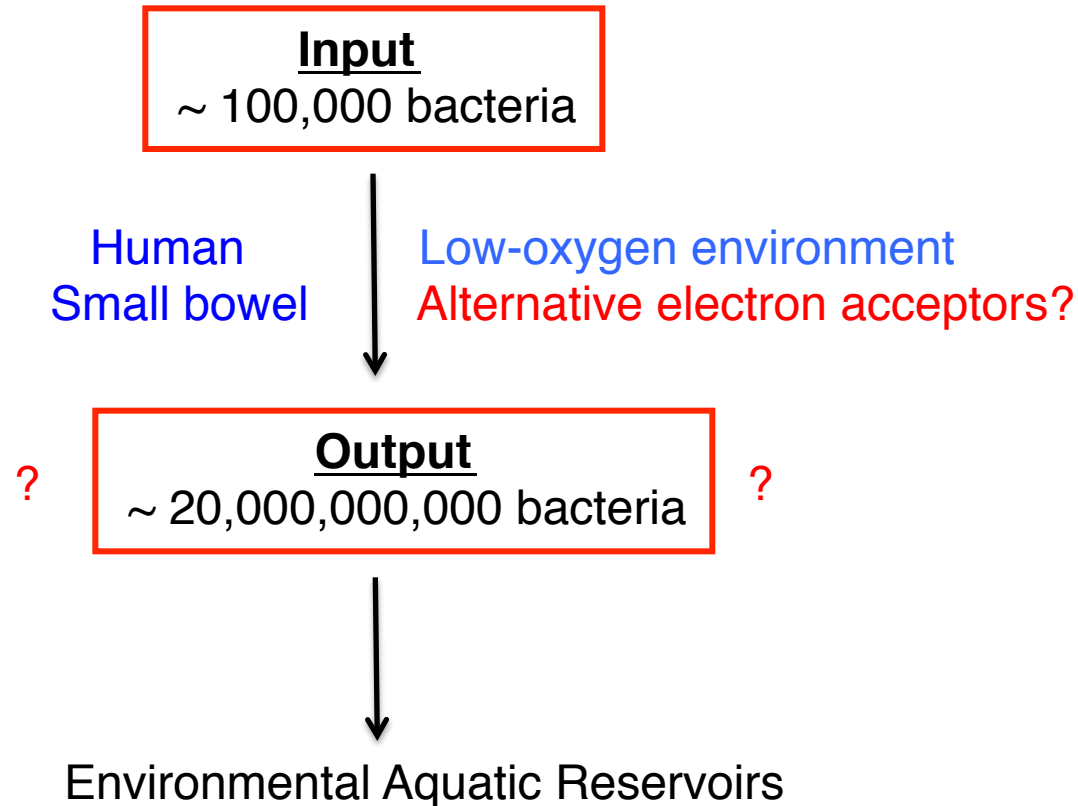 Input
~ 100,000 bacteria
Human
Small bowel
Low-oxygen environment
Alternative electron acceptors?
Output
~ 20,000,000,000 bacteria
?
?
Environmental Aquatic Reservoirs